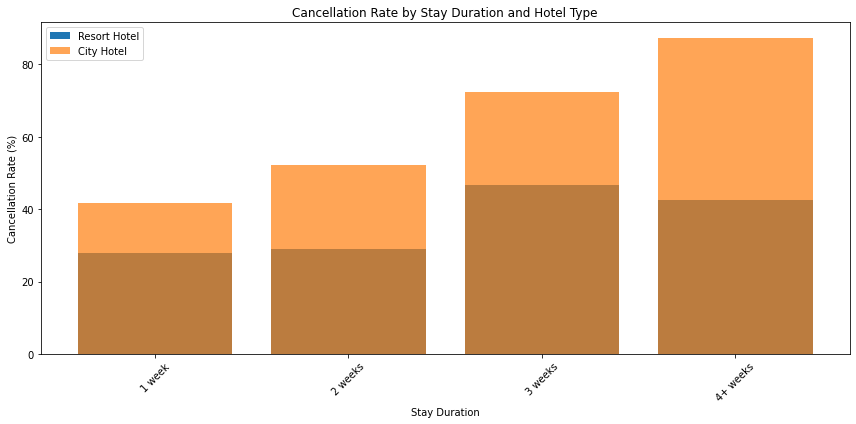 Cancellation Rate by Stay Duration and Hotel Type
Resort Hotel
City Hotel
Cancellation Rate (%)
80
60
40
20
0
1 week
2 weeks
3 weeks
4+ weeks
Stay Duration